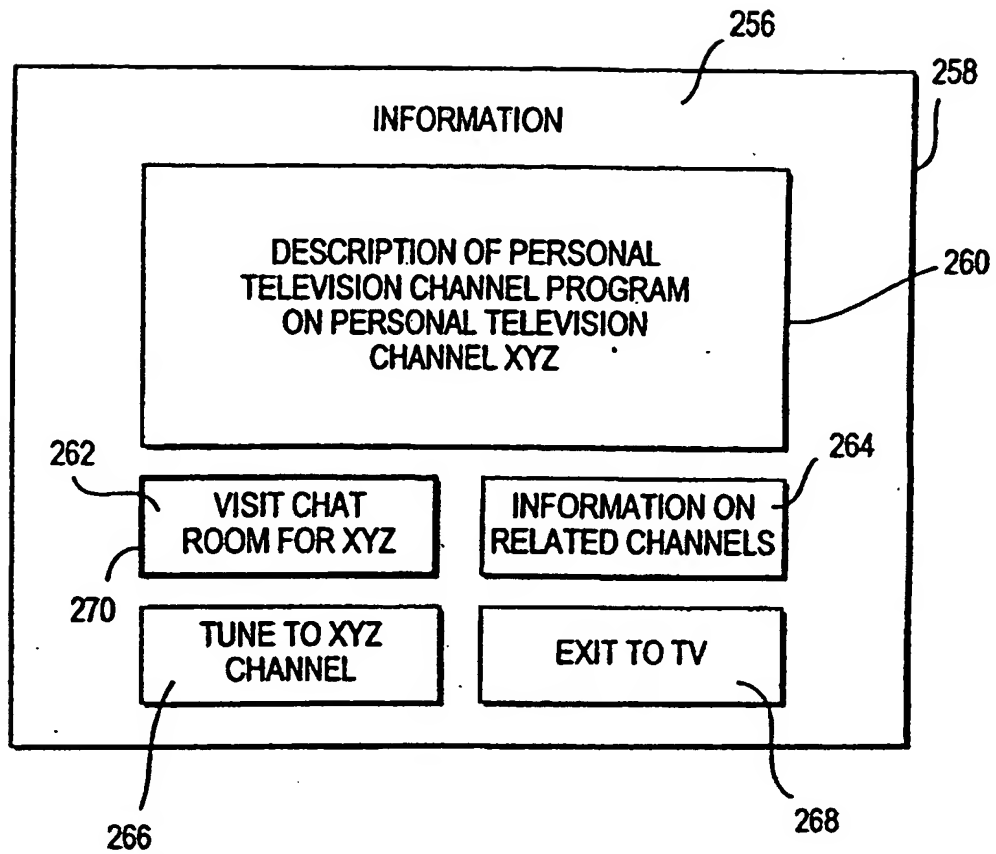 256
258
INFORMATION
DESCRIPTION OF PERSONAL
TELEVISION CHANNEL PROGRAM
ON PERSONAL TELEVISION
CHANNEL XYZ
260
262
264
VISIT CHAT
ROOM FOR XYZ
INFORMATION ON
RELATED CHANNELS
270
TUNE TO XYZ
CHANNEL
EXIT TO TV
266
268